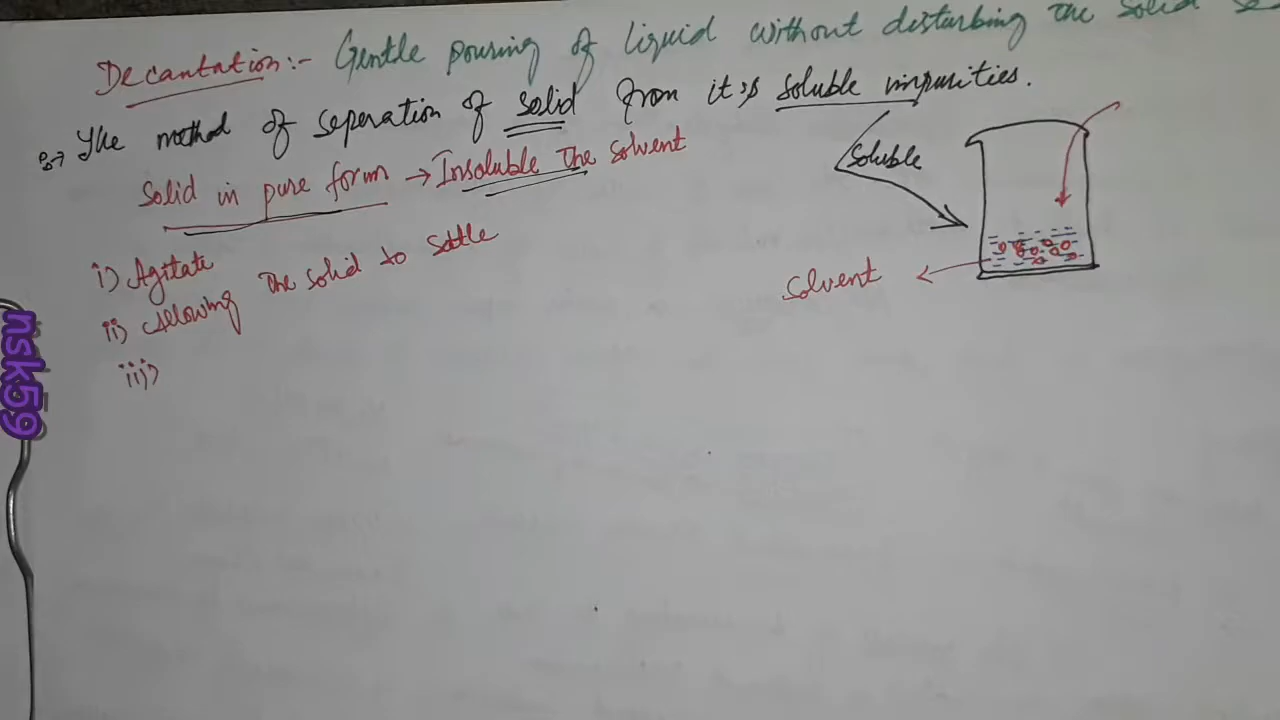 Decantation:- Gentle pouring of liquid without disturbing the solid
The method of seperation of solid from it's soluble impurities.
Solid in pure form → Insoluble the solvent
i) Agitate
ii) Allowing the solid to settle
iii)
Soluble
Solvent
nsk59